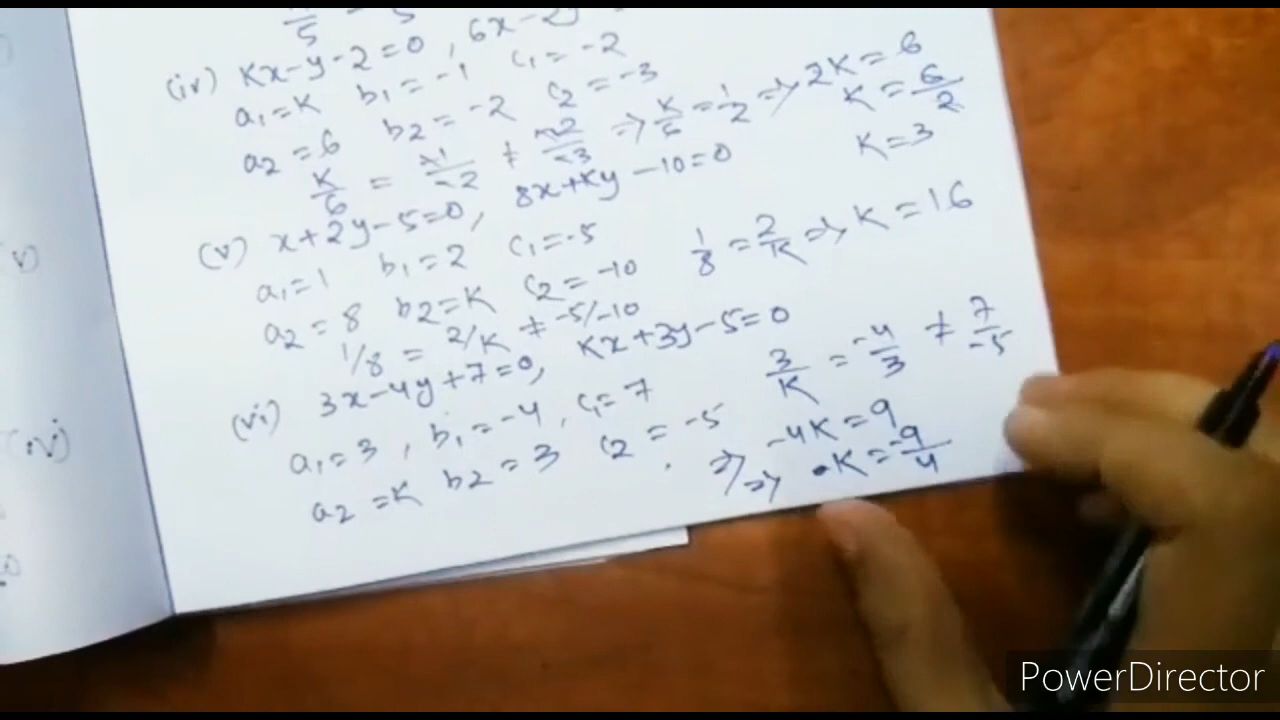 5
(iv) Kx-y-2=0, 6x-2y
a₁=K b₁=-1 c₁=-2
a₂=6 b₂=-2 c₂=-3
K/6 = -1/-2 ≠ -2/-3 ⇒ K/6 = 1/2 ⇒ 2K=6
K=6/2
K=3
(v) x+2y-5=0, 8x+Ky-10=0
a₁=1 b₁=2 c₁=-5
a₂=8 b₂=K c₂=-10
1/8 = 2/K ≠ -5/-10
1/8 = 2/K ⇒ K=16
(vi) 3x-4y+7=0, Kx+3y-5=0
a₁=3, b₁=-4, c₁=7
a₂=K b₂=3 c₂=-5
3/K = -4/3 ≠ 7/-5
⇒ -4K=9
⇒ K=-9/4
v)
(iv)
PowerDirector